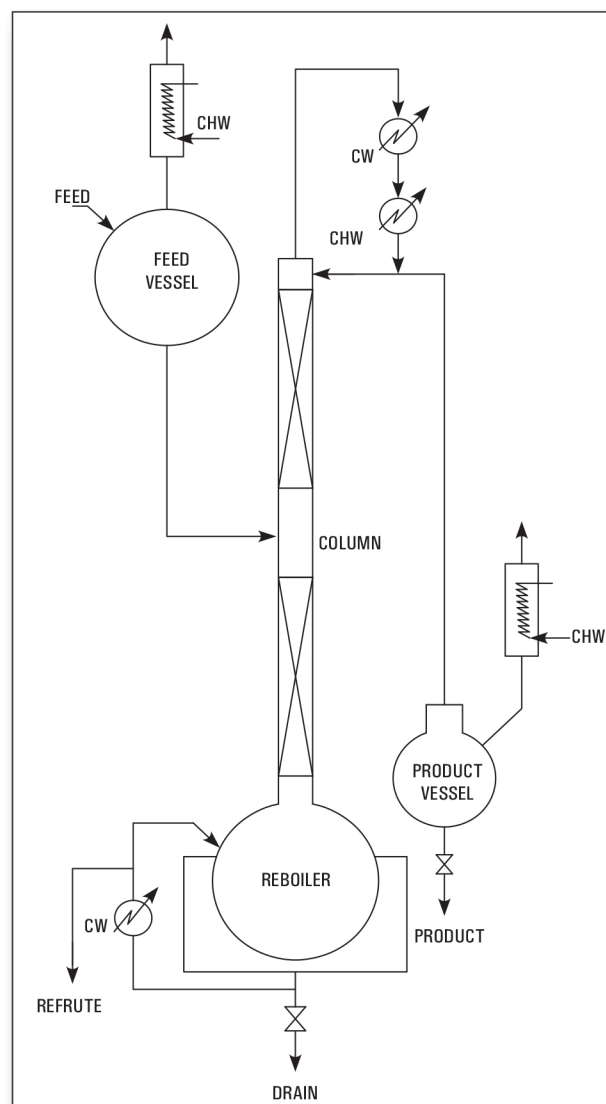 CHW
CW
FEED
FEED
VESSEL
CHW
COLUMN
CHW
PRODUCT
VESSEL
REBOILER
CW
PRODUCT
REFRUTE
DRAIN